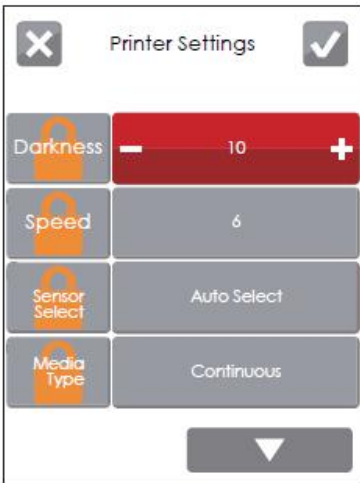 Printer Settings
Darkness
10
Speed
6
Sensor
Select
Auto Select
Media
Type
Continuous